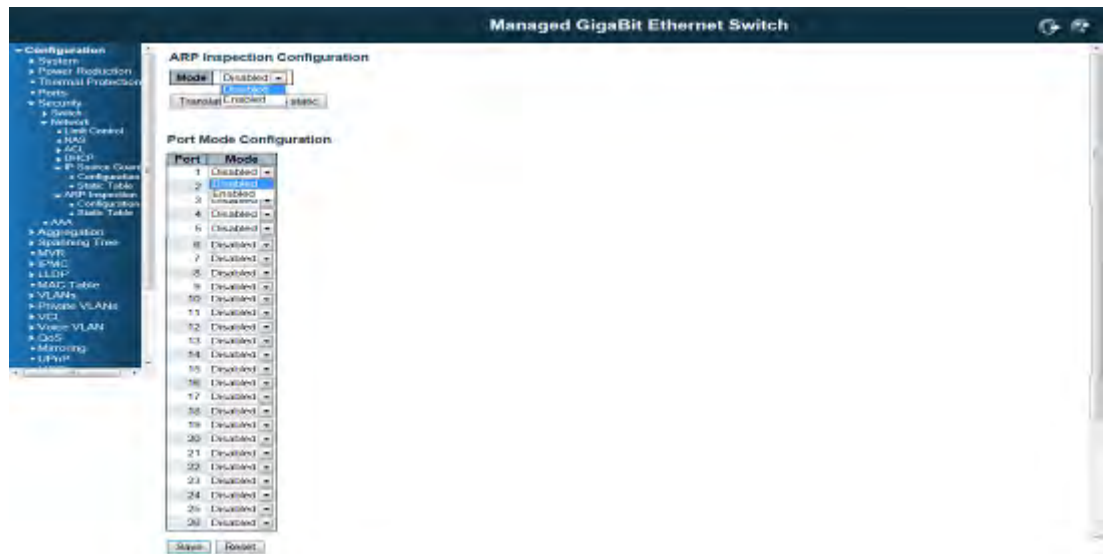 Managed GigaBit Ethernet Switch
Configuration
System
Power Reduction
Thermal Protection
Ports
Security
Switch
Network
Limit Control
NAS
ACL
DHCP
IP Source Guard
Configuration
Static Table
ARP Inspection
Configuration
Static Table
AAA
Aggregation
Spanning Tree
MVR
IPMC
LLDP
MAC Table
VLANs
Private VLANs
VCL
Voice VLAN
QoS
Mirroring
UPnP
ARP Inspection Configuration
Mode Disabled
Disabled
Enabled
Translat static
Port Mode Configuration
Port Mode
1 Disabled
Disabled
2
Enabled
3 Disabled
4 Disabled
5 Disabled
6 Disabled
7 Disabled
8 Disabled
9 Disabled
10 Disabled
11 Disabled
12 Disabled
13 Disabled
14 Disabled
15 Disabled
16 Disabled
17 Disabled
18 Disabled
19 Disabled
20 Disabled
21 Disabled
22 Disabled
23 Disabled
24 Disabled
25 Disabled
26 Disabled
Save Reset